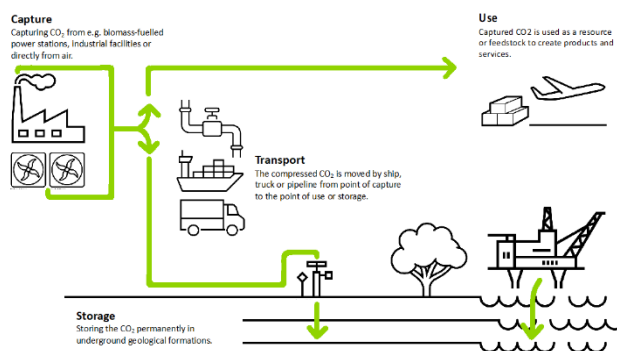 Capture
Capturing CO₂ from e.g. biomass-fuelled
power stations, industrial facilities or
directly from air.
Use
Captured CO2 is used as a resource
or feedstock to create products and
services.
Transport
The compressed CO₂ is moved by ship,
truck or pipeline from point of capture
to the point of use or storage.
Storage
Storing the CO₂ permanently in
underground geological formations.